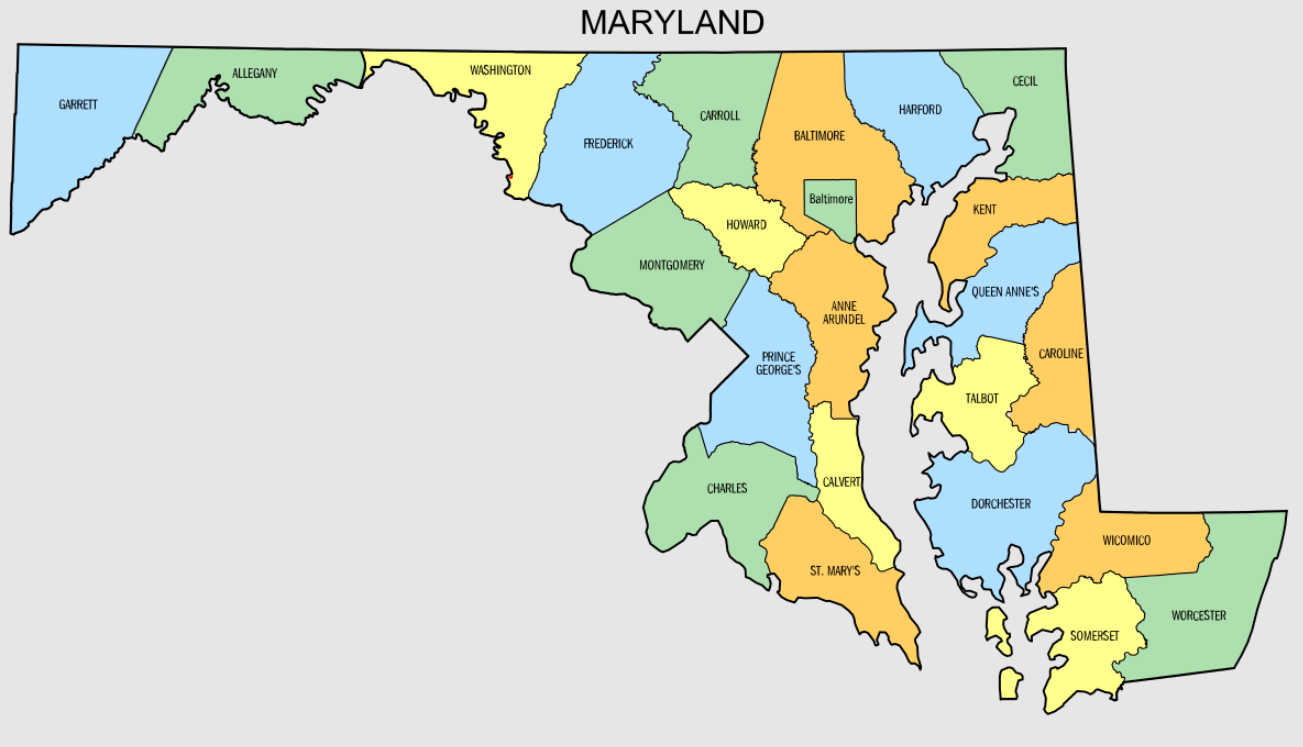 MARYLAND
GARRETT
ALLEGANY
WASHINGTON
FREDERICK
CARROLL
BALTIMORE
HARFORD
CECIL
Baltimore
KENT
HOWARD
MONTGOMERY
QUEEN ANNE'S
ANNE
ARUNDEL
PRINCE
GEORGE'S
CAROLINE
TALBOT
CHARLES
CALVERT
DORCHESTER
WICOMICO
ST. MARY'S
WORCESTER
SOMERSET